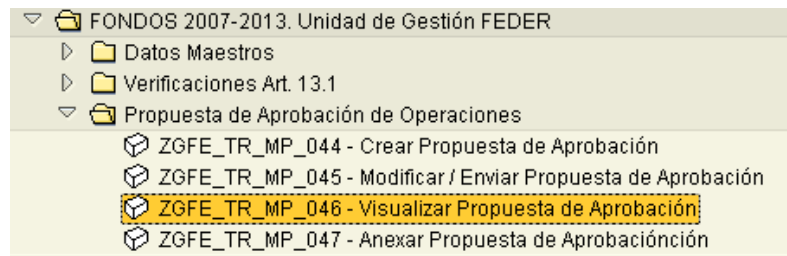 FONDOS 2007-2013. Unidad de Gestión FEDER
Datos Maestros
Verificaciones Art. 13.1
Propuesta de Aprobación de Operaciones
ZGFE_TR_MP_044 - Crear Propuesta de Aprobación
ZGFE_TR_MP_045 - Modificar / Enviar Propuesta de Aprobación
ZGFE_TR_MP_046 - Visualizar Propuesta de Aprobación
ZGFE_TR_MP_047 - Anexar Propuesta de Aprobaciónción